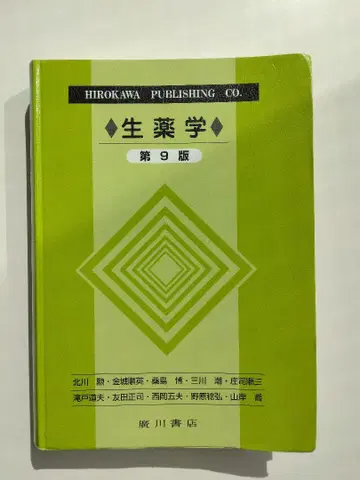 HIROKAWA PUBLISHING CO.
◆生薬学◆
第9版
北川 勲・金城順英・桑島 博・三川 潮・庄司順三
滝戸道夫・友田正司・西岡五夫・野原稔弘・山岸 喬
廣川書店